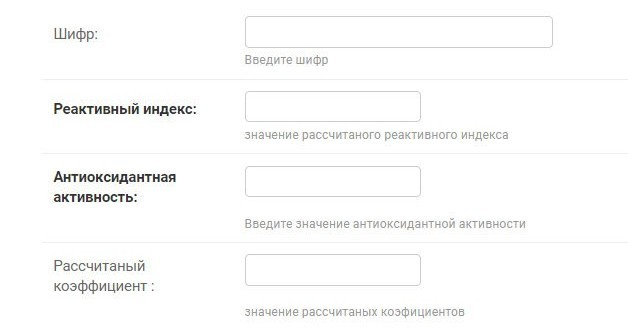 Шифр:
Введите шифр
Реактивный индекс:
значение рассчитаного реактивного индекса
Антиоксидантная
активность:
Введите значение антиоксидантной активности
Рассчитаный
коэффициент :
значение рассчитаных коэфициентов